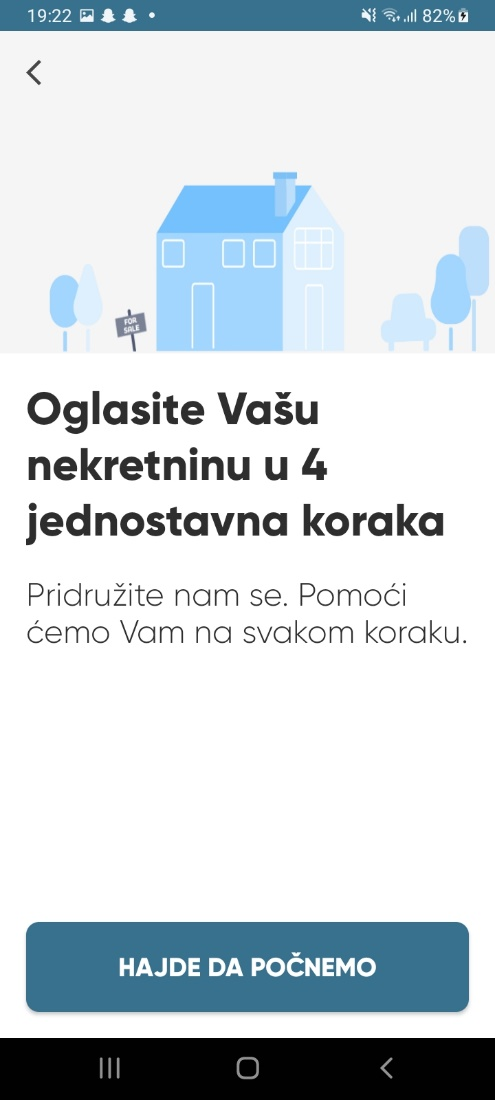 19:22
82%
FOR
SALE
Oglasite Vašu
nekretninu u 4
jednostavna koraka
Pridružite nam se. Pomoći
ćemo Vam na svakom koraku.
HAJDE DA POČNEMO